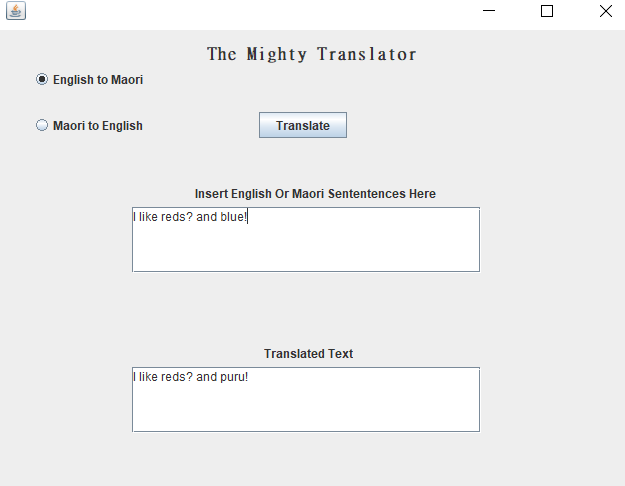 The Mighty Translator
English to Maori
Maori to English
Translate
Insert English Or Maori Sententences Here
I like reds? and blue!
Translated Text
I like reds? and puru!